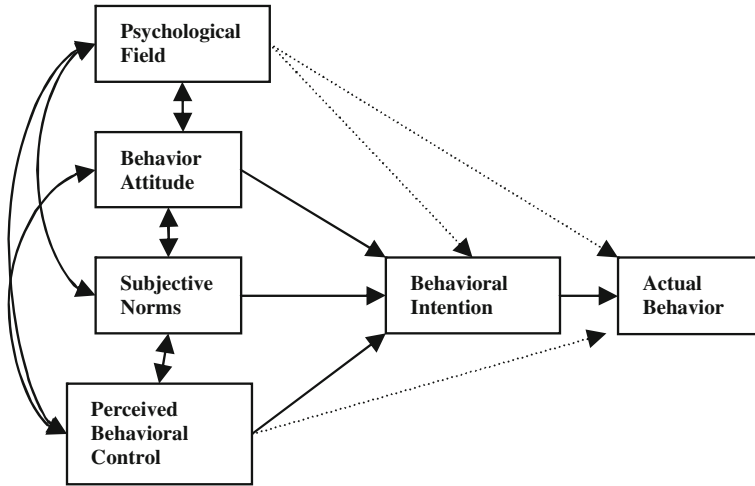 Psychological
Field
Behavior
Attitude
Subjective
Norms
Behavioral
Intention
Actual
Behavior
Perceived
Behavioral
Control